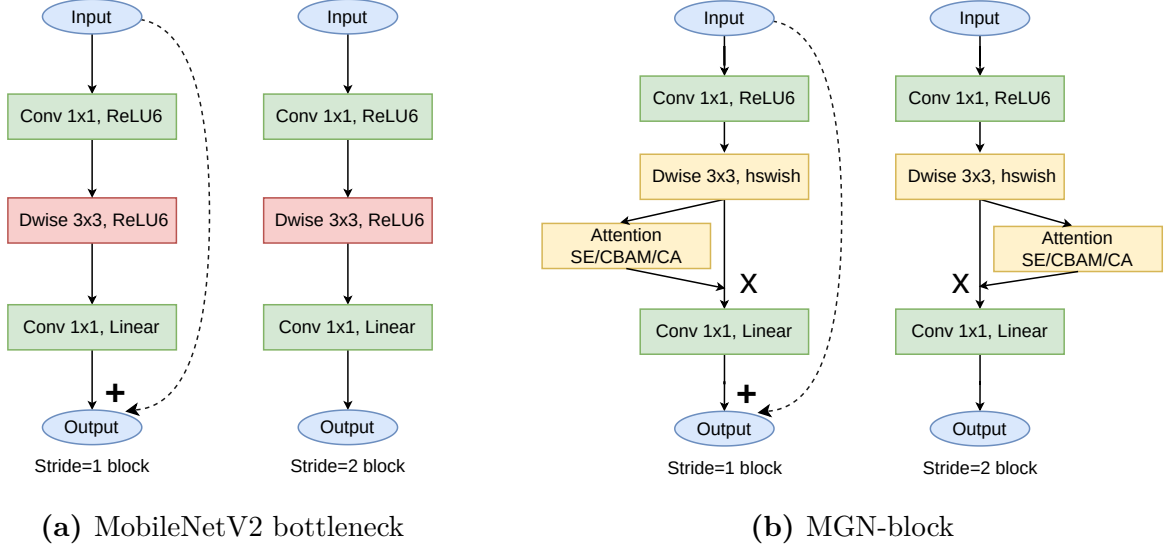 Input
Conv 1x1, ReLU6
Dwise 3x3, ReLU6
Conv 1x1, Linear
+
Output
Stride=1 block
Input
Conv 1x1, ReLU6
Dwise 3x3, ReLU6
Conv 1x1, Linear
Output
Stride=2 block
(a) MobileNetV2 bottleneck
Input
Conv 1x1, ReLU6
Dwise 3x3, hswish
Attention
SE/CBAM/CA
X
Conv 1x1, Linear
+
Output
Stride=1 block
Input
Conv 1x1, ReLU6
Dwise 3x3, hswish
Attention
SE/CBAM/CA
X
Conv 1x1, Linear
Output
Stride=2 block
(b) MGN-block